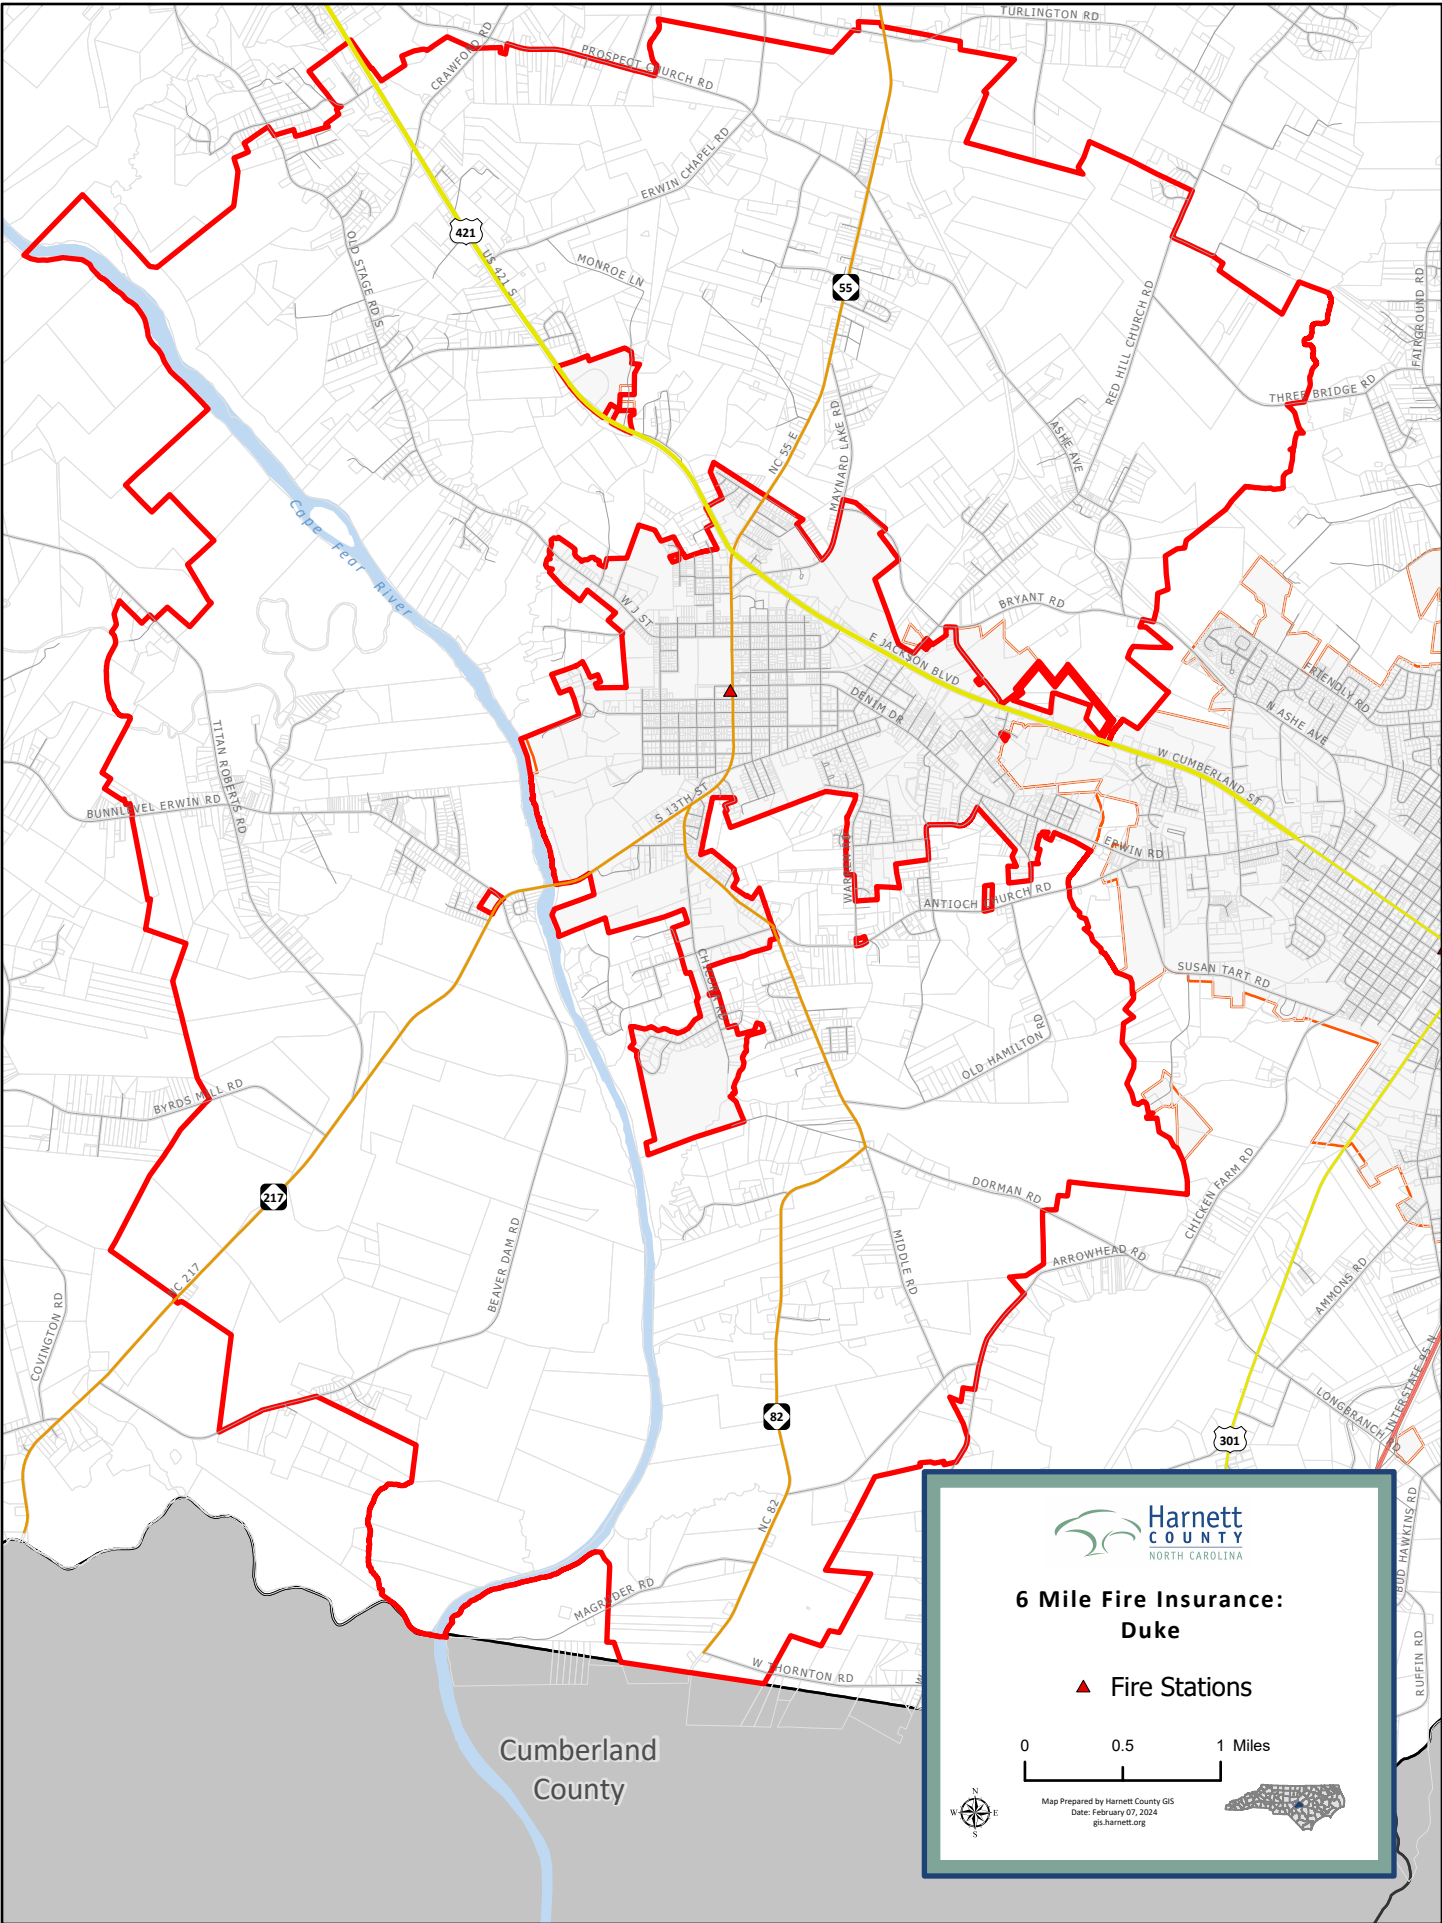 TURLINGTON RD
CRAWFORD RD
PROSPECT CHURCH RD
ERWIN CHAPEL RD
421
US 421 S
OLD STAGE RD S
MONROE LN
55
FAIRGROUND RD
RED HILL CHURCH RD
THREE BRIDGE RD
MAYNARD LAKE RD
ASHE AVE
NC 55 E
Cape Fear River
W J ST
BRYANT RD
E JACKSON BLVD
FRIENDLY RD
N ASHE AVE
DENIM DR
TITAN ROBERTS RD
W CUMBERLAND ST
BUNNLEVEL ERWIN RD
S 13TH ST
ERWIN RD
ANTIOCH CHURCH RD
SUSAN TART RD
OLD HAMILTON RD
BYRDS MILL RD
217
DORMAN RD
CHICKEN FARM RD
MIDDLE RD
ARROWHEAD RD
BEAVER DAM RD
AMMONS RD
COVINGTON RD
INTERSTATE 95 N
LONGBRANCH RD
82
301
NC 82
BUD HAWKINS RD
MAGRUDER RD
W THORNTON RD
RUFFIN RD
Cumberland
County
Harnett
COUNTY
NORTH CAROLINA
6 Mile Fire Insurance:
Duke
Fire Stations
0 0.5 1 Miles
N
W E
S
Map Prepared by Harnett County GIS
Date: February 07, 2024
gis.harnett.org